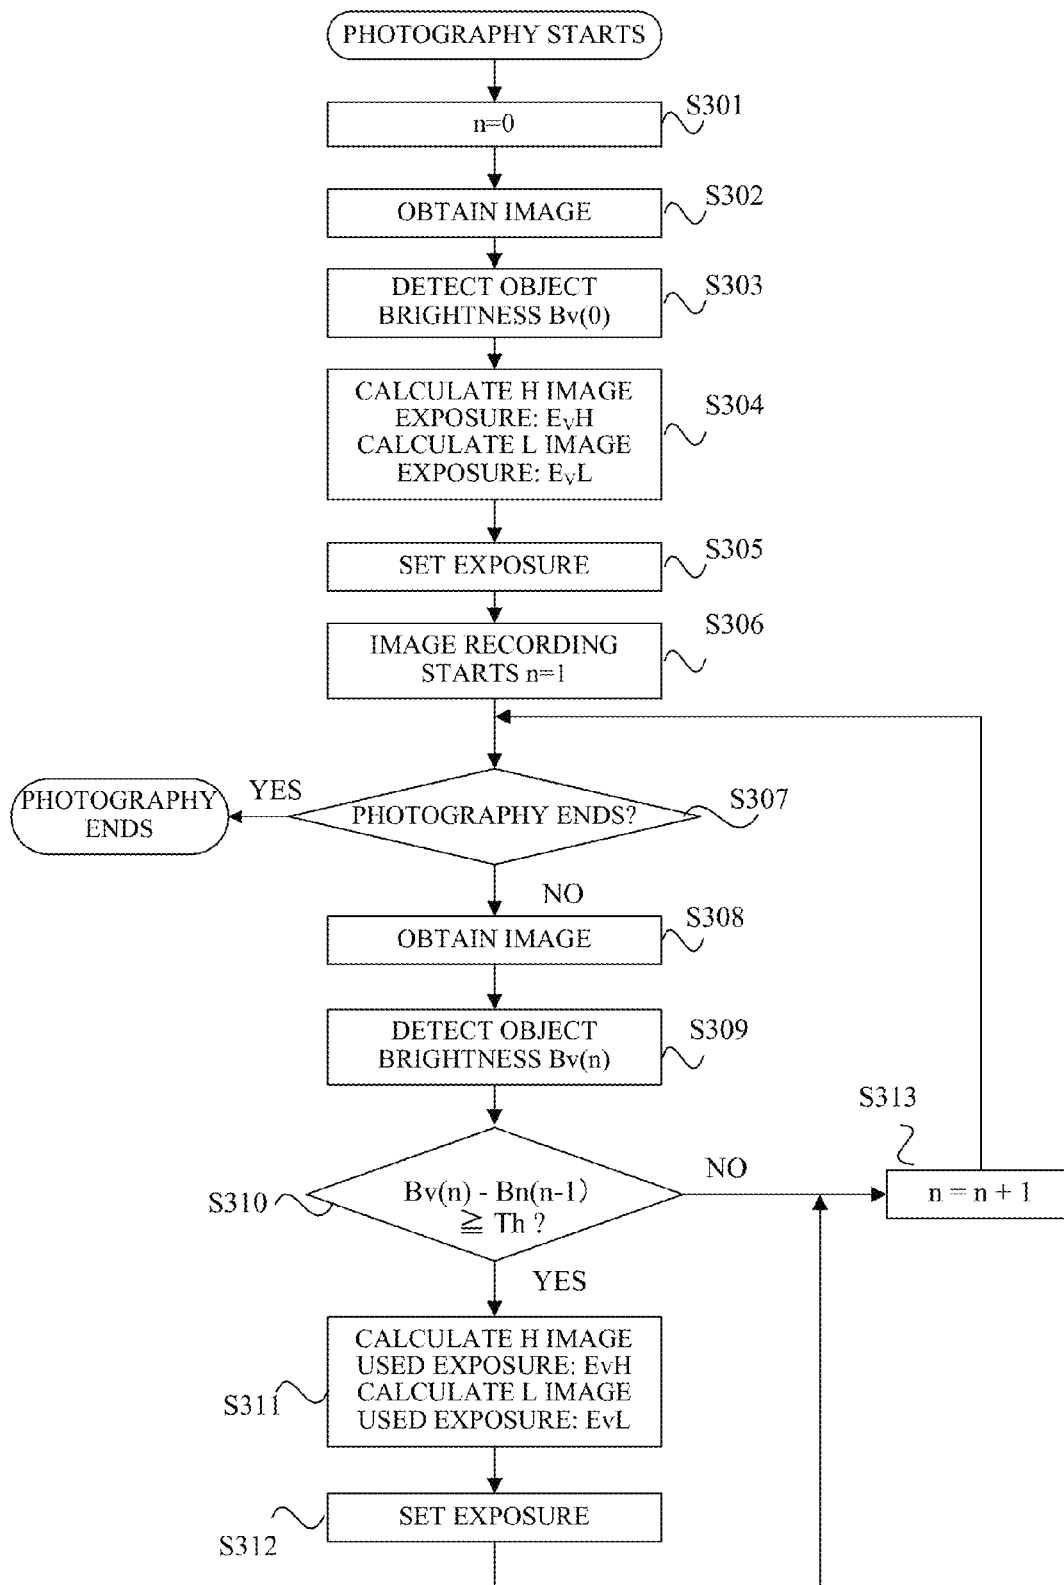 PHOTOGRAPHY STARTS
n=0
S301
OBTAIN IMAGE
S302
DETECT OBJECT
BRIGHTNESS Bv(0)
S303
CALCULATE H IMAGE
EXPOSURE: EvH
CALCULATE L IMAGE
EXPOSURE: EvL
S304
SET EXPOSURE
S305
IMAGE RECORDING
STARTS n=1
S306
PHOTOGRAPHY ENDS?
S307
YES
PHOTOGRAPHY
ENDS
NO
OBTAIN IMAGE
S308
DETECT OBJECT
BRIGHTNESS Bv(n)
S309
Bv(n) - Bn(n-1)
≧ Th ?
S310
NO
n = n + 1
S313
YES
CALCULATE H IMAGE
USED EXPOSURE: EvH
CALCULATE L IMAGE
USED EXPOSURE: EvL
S311
SET EXPOSURE
S312